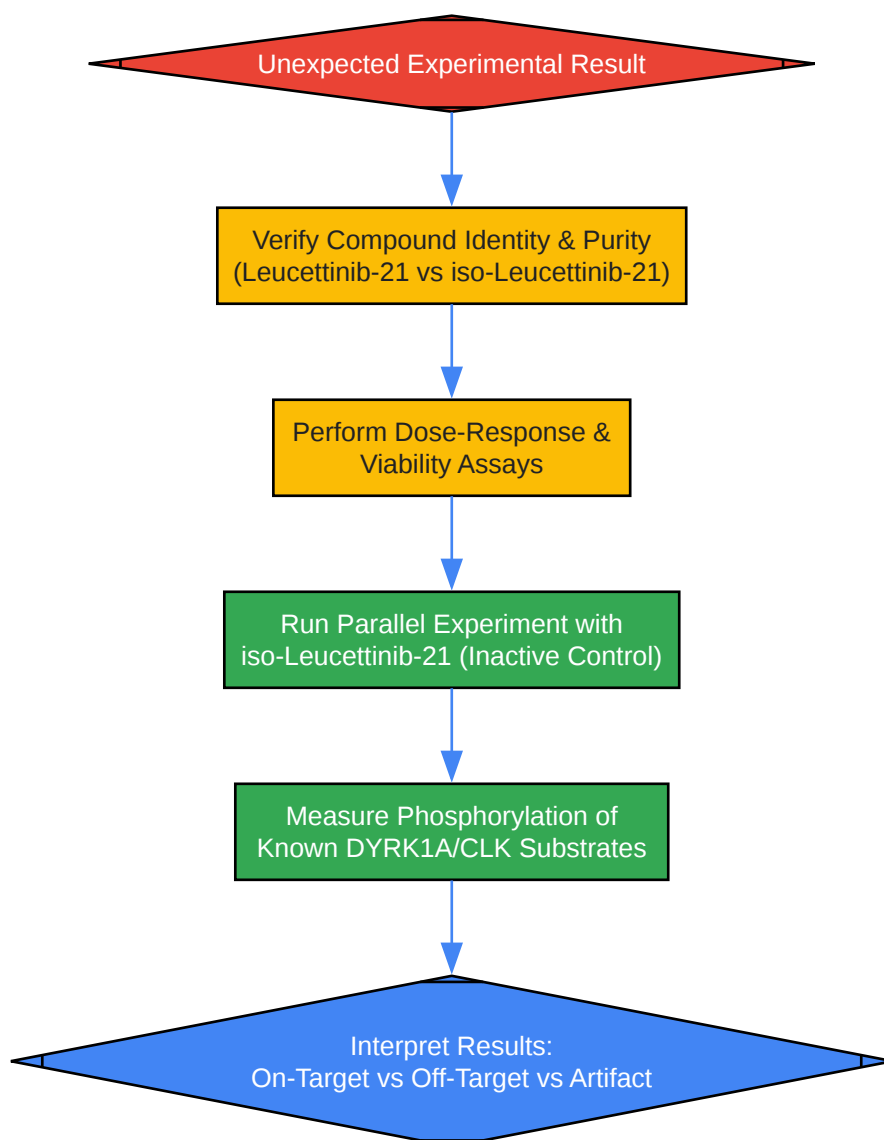 Unexpected Experimental Result
Verify Compound Identity & Purity
(Leucettinib-21 vs iso-Leucettinib-21)
Perform Dose-Response &
Viability Assays
Run Parallel Experiment with
iso-Leucettinib-21 (Inactive Control)
Measure Phosphorylation of
Known DYRK1A/CLK Substrates
Interpret Results:
On-Target vs Off-Target vs Artifact